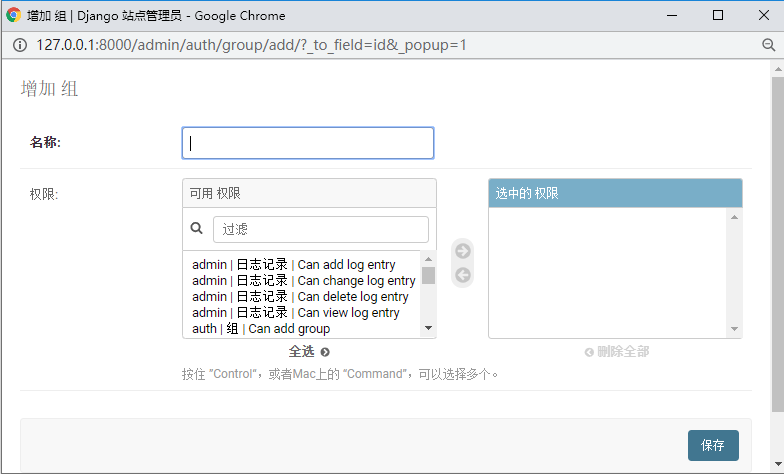 增加 组 | Django 站点管理员 - Google Chrome
127.0.0.1:8000/admin/auth/group/add/?_to_field=id&_popup=1
增加 组
名称:
权限:
可用 权限
过滤
admin | 日志记录 | Can add log entry
admin | 日志记录 | Can change log entry
admin | 日志记录 | Can delete log entry
admin | 日志记录 | Can view log entry
auth | 组 | Can add group
全选
选中的 权限
删除全部
按住 "Control"，或者Mac上的 "Command"，可以选择多个。
保存